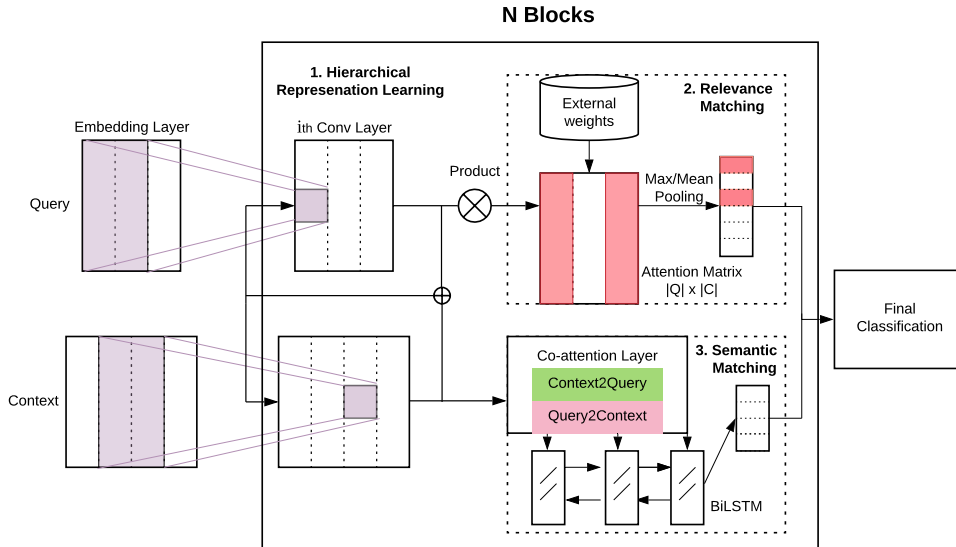 N Blocks
1. Hierarchical
Represenation Learning
2. Relevance
Matching
External
weights
Embedding Layer
ith Conv Layer
Product
Max/Mean
Pooling
Query
Attention Matrix
|Q| x |C|
Final
Classification
Co-attention Layer
3. Semantic
Matching
Context2Query
Context
Query2Context
BiLSTM